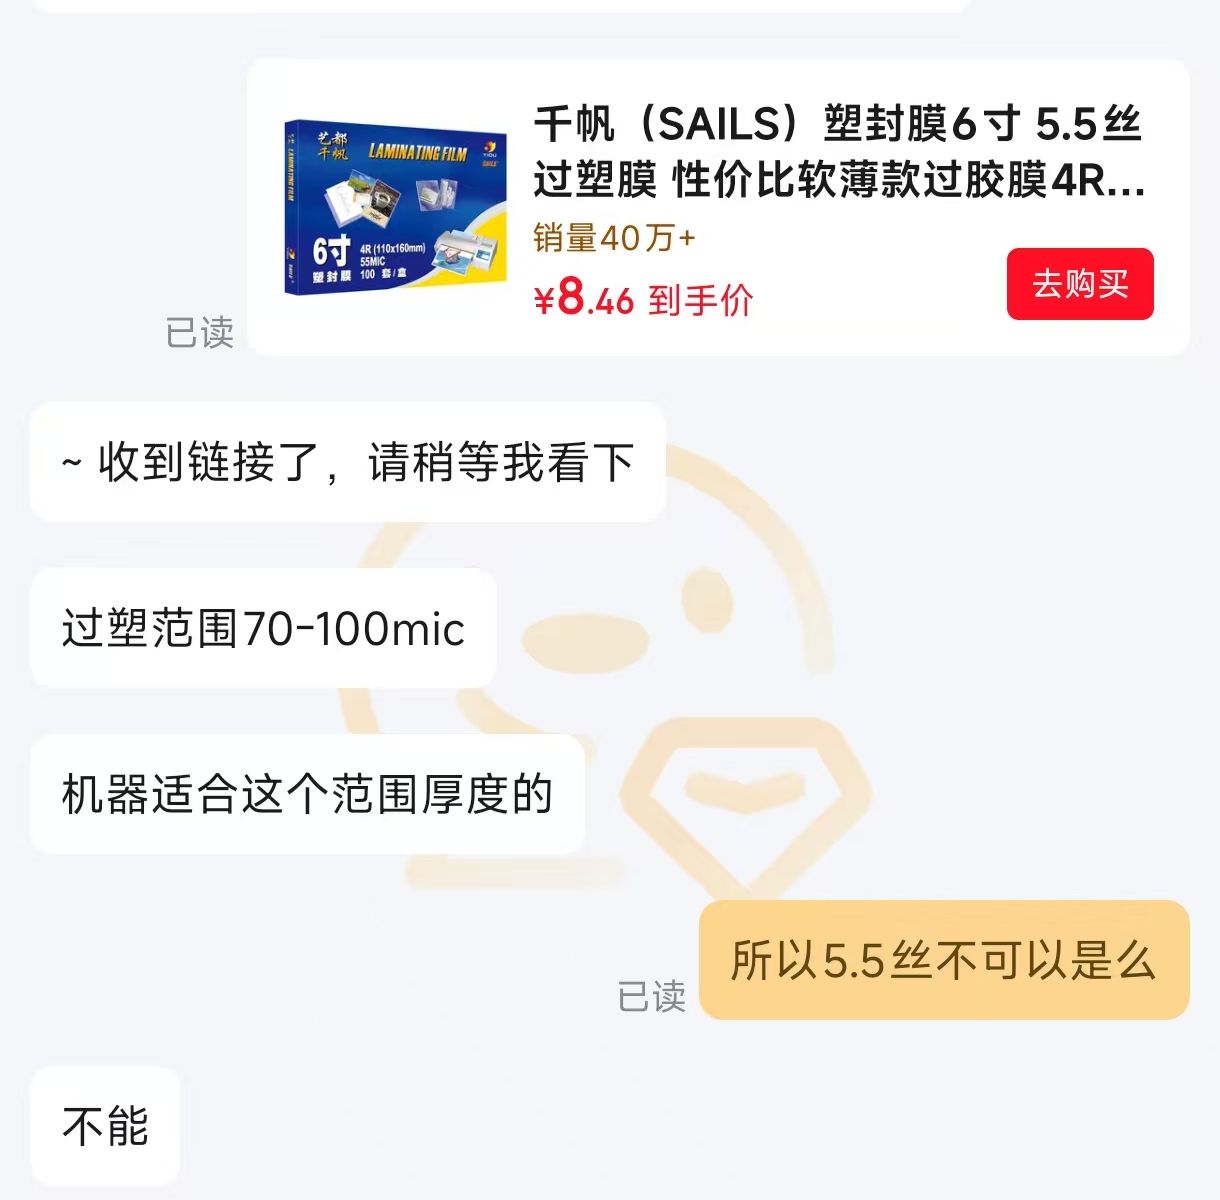 千帆（SAILS）塑封膜6寸 5.5丝
过塑膜 性价比软薄款过胶膜4R...
销量40万+
¥8.46 到手价
去购买
艺都
千帆
LAMINATING FILM
YIDU
SAILS
LAMINATING FILM
6寸
塑封膜
4R (110x160mm)
55MIC
100 套/盒
已读
~ 收到链接了，请稍等我看下
过塑范围70-100mic
机器适合这个范围厚度的
所以5.5丝不可以是么
已读
不能